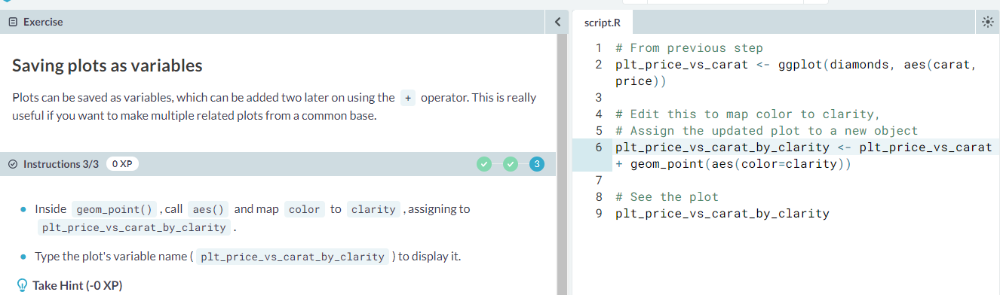 Exercise
Saving plots as variables
Plots can be saved as variables, which can be added two later on using the + operator. This is really
useful if you want to make multiple related plots from a common base.
Instructions 3/3 0 XP
3
Inside geom_point() , call aes() and map color to clarity , assigning to
plt_price_vs_carat_by_clarity .
Type the plot's variable name ( plt_price_vs_carat_by_clarity ) to display it.
Take Hint (-0 XP)
script.R
1 # From previous step
2 plt_price_vs_carat <- ggplot(diamonds, aes(carat,
price))
3
4 # Edit this to map color to clarity,
5 # Assign the updated plot to a new object
6 plt_price_vs_carat_by_clarity <- plt_price_vs_carat
+ geom_point(aes(color=clarity))
7
8 # See the plot
9 plt_price_vs_carat_by_clarity